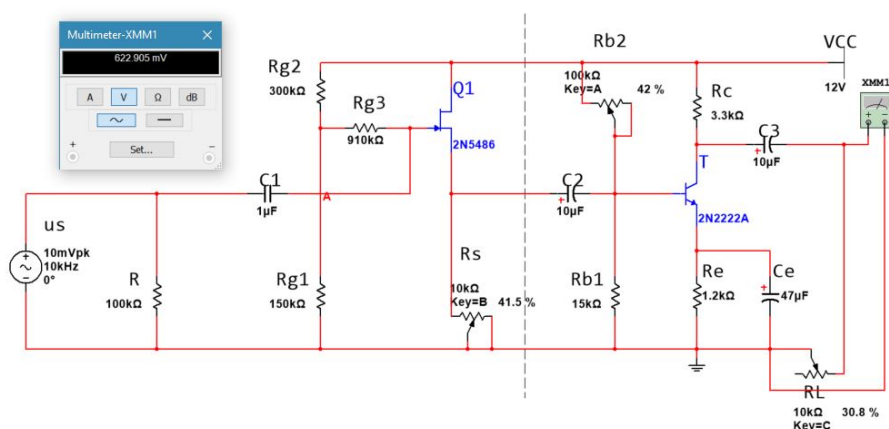 Multimeter-XMM1
622.905 mV
A
V
Ω
dB
Set...
+
−
us
10mVpk
10kHz
0°
R
100kΩ
C1
1µF
Rg2
300kΩ
Rg3
910kΩ
A
Rg1
150kΩ
Q1
2N5486
Rs
10kΩ
Key=B 41.5 %
C2
10µF
Rb2
100kΩ
Key=A 42 %
Rb1
15kΩ
Rc
3.3kΩ
T
2N2222A
Re
1.2kΩ
C3
10µF
Ce
47µF
VCC
12V
XMM1
RL
10kΩ 30.8 %
Key=C